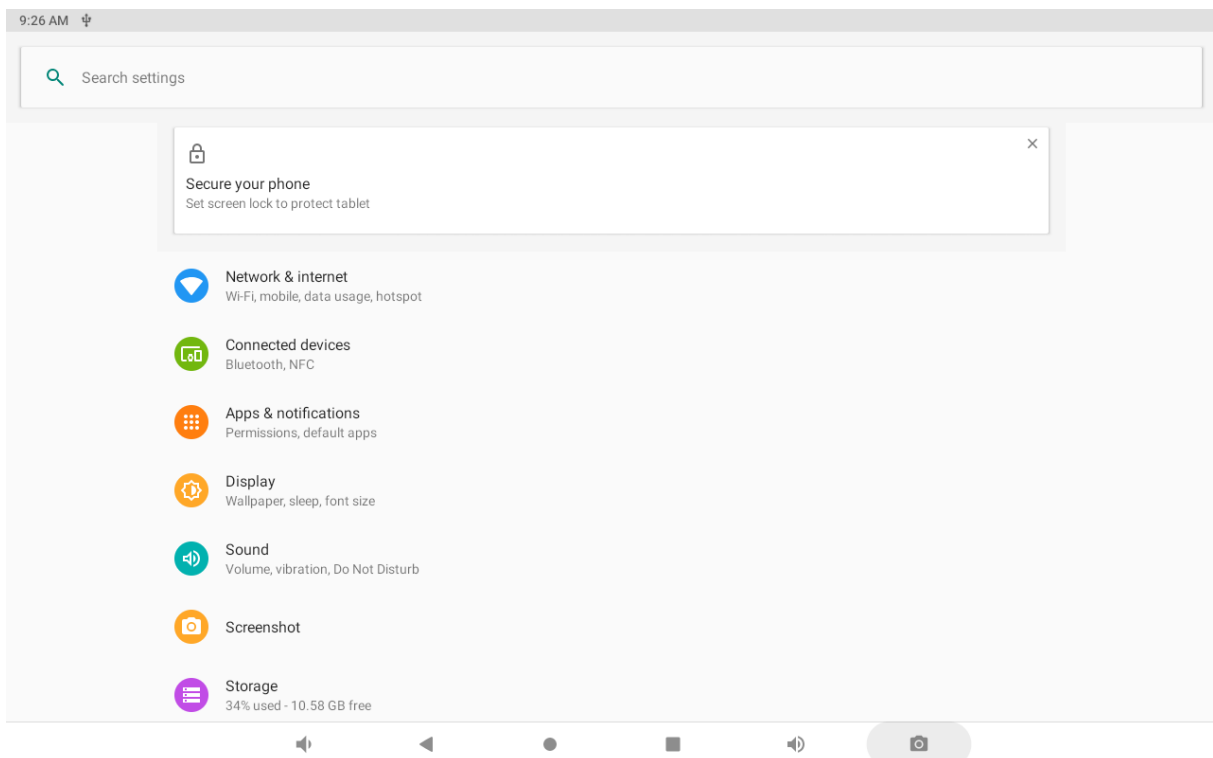 9:26 AM
Search settings
Secure your phone
Set screen lock to protect tablet
Network & internet
Wi-Fi, mobile, data usage, hotspot
Connected devices
Bluetooth, NFC
Apps & notifications
Permissions, default apps
Display
Wallpaper, sleep, font size
Sound
Volume, vibration, Do Not Disturb
Screenshot
Storage
34% used - 10.58 GB free